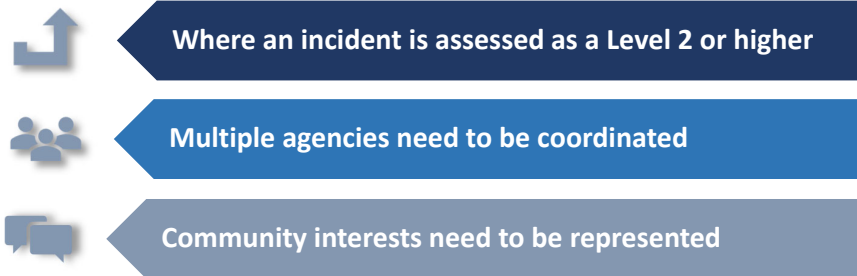 Where an incident is assessed as a Level 2 or higher
Multiple agencies need to be coordinated
Community interests need to be represented